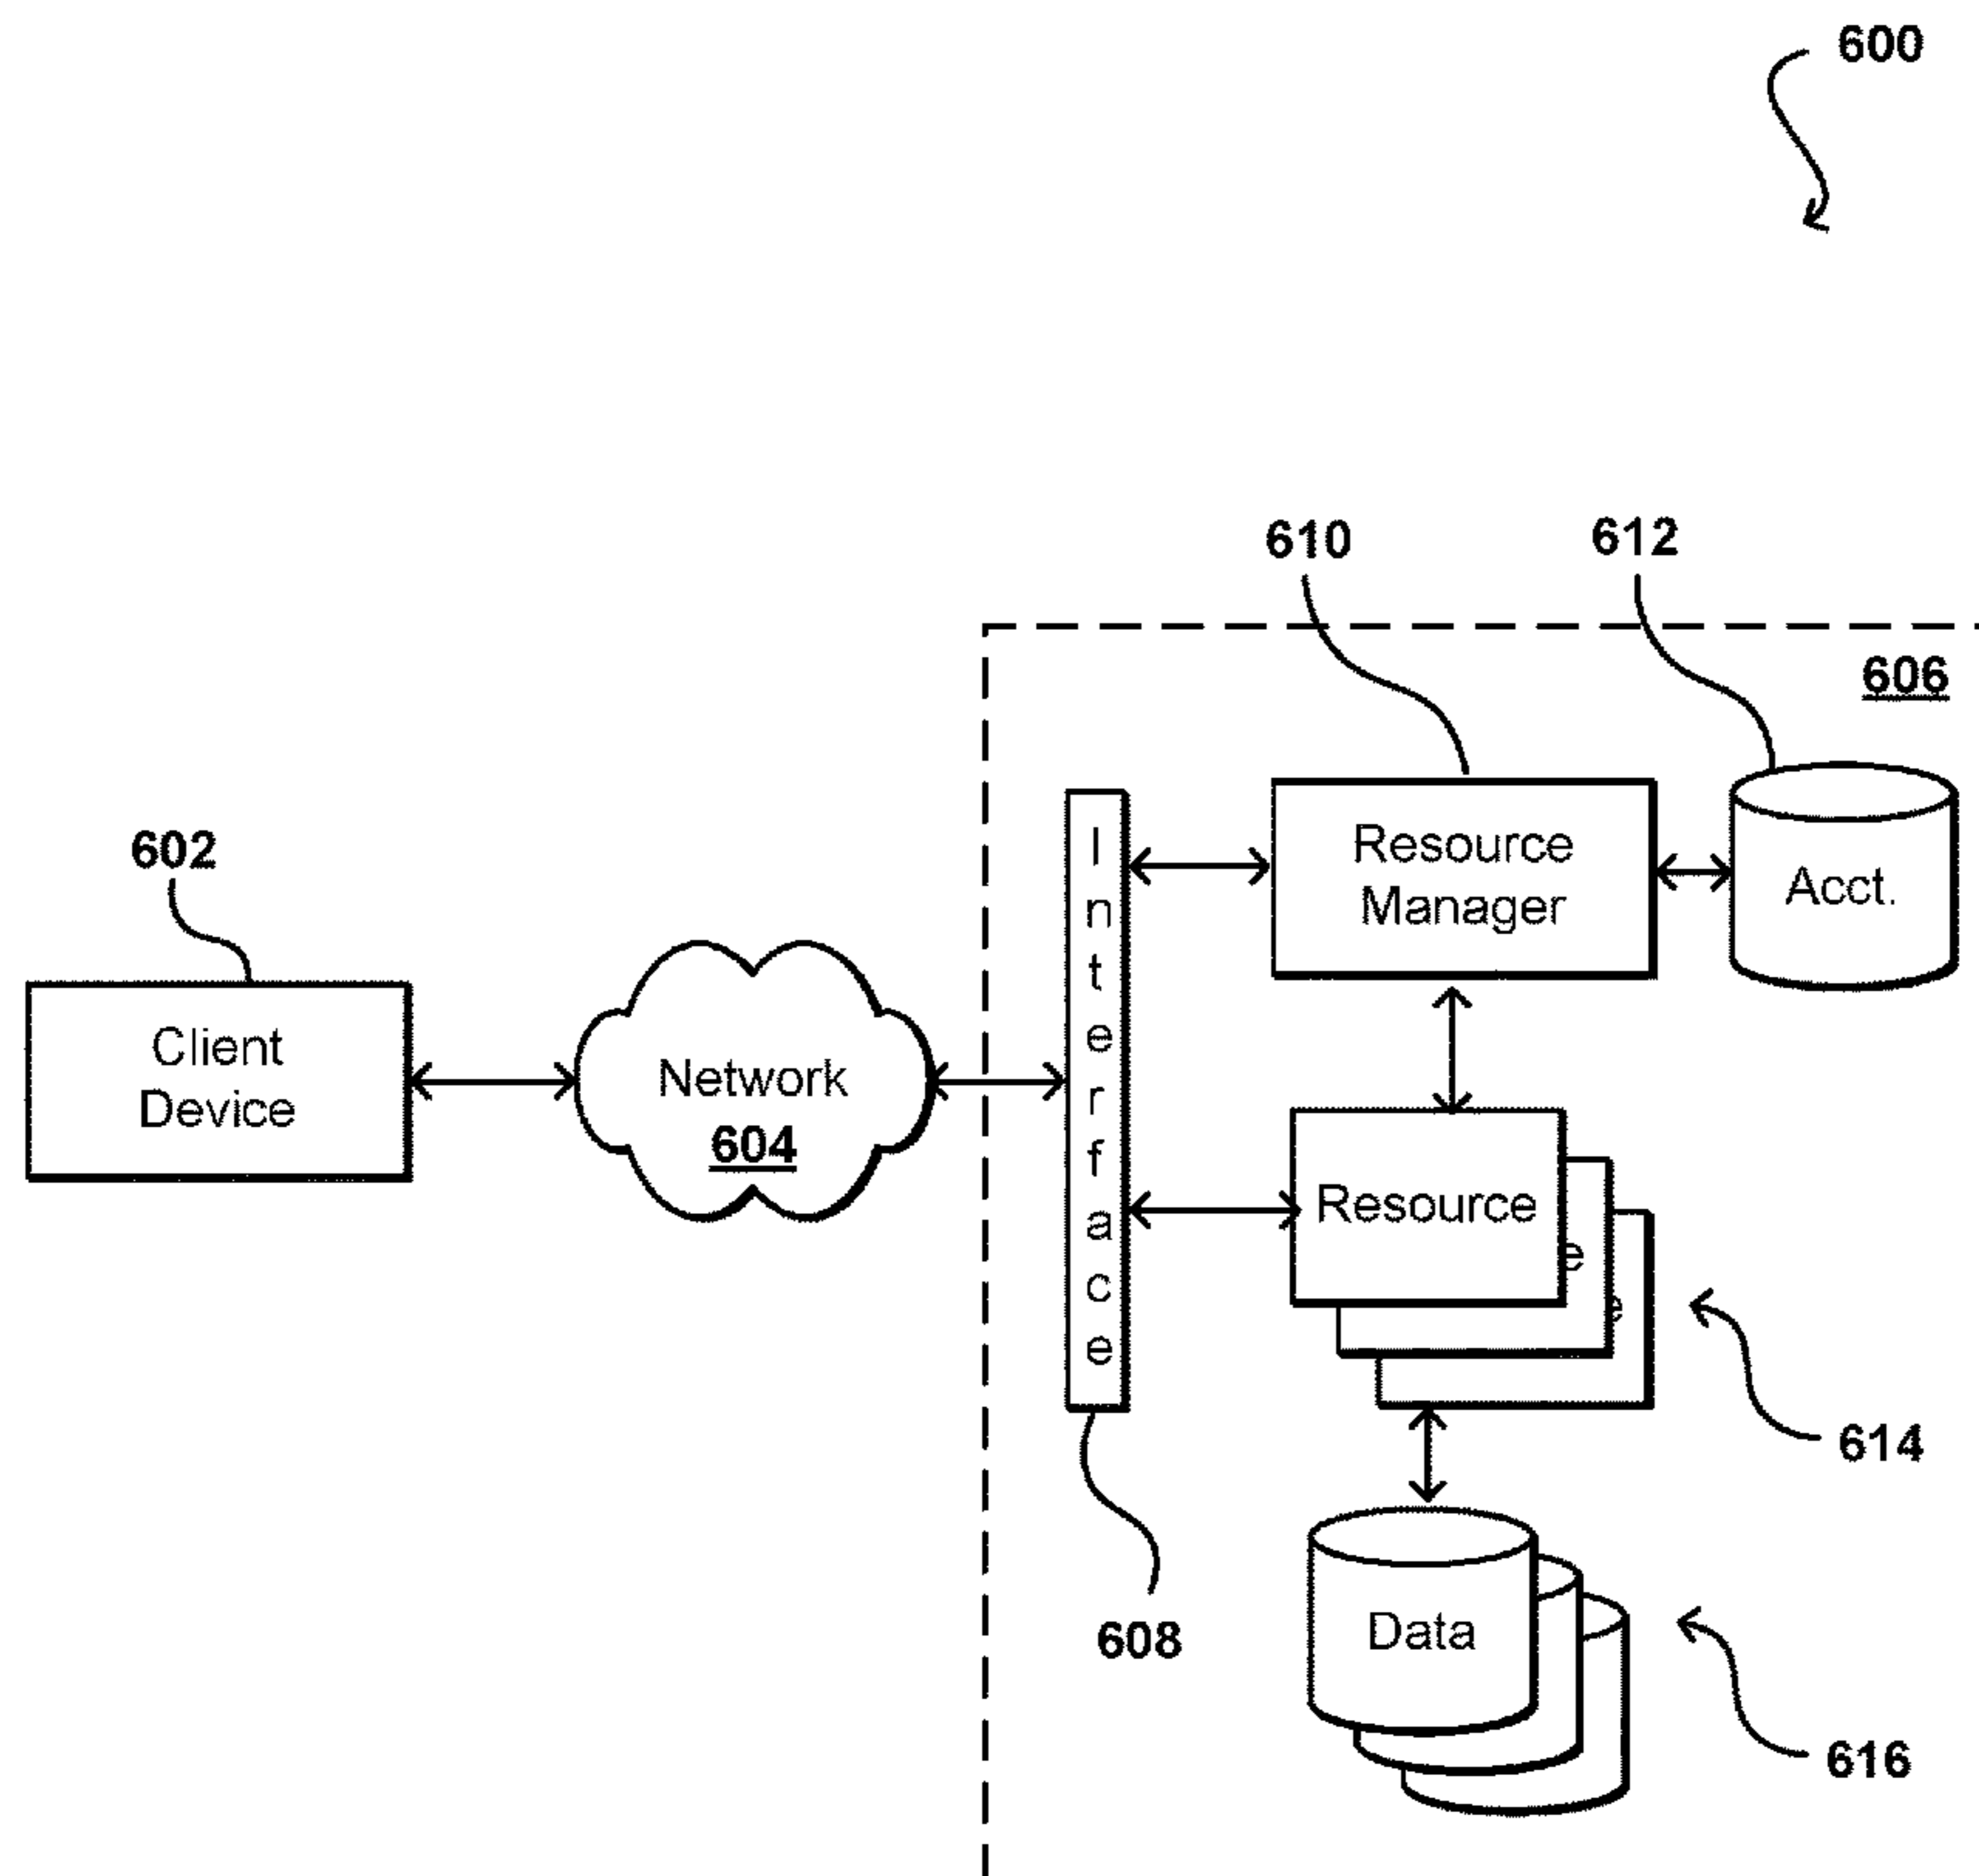 600
610
612
606
602
Resource
Manager
Acct.
Client
Device
Network
604
Interface
Resource
e
e
614
608
Data
616